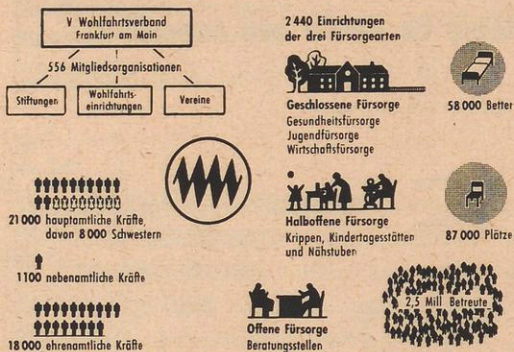 V Wohlfahrtsverband
Frankfurt am Main
556 Mitgliedsorganisationen
Stiftungen
Wohlfahrts-
einrichtungen
Vereine
21 000 hauptamtliche Kräfte,
davon 8 000 Schwestern
1100 nebenamtliche Kräfte
18 000 ehrenamtliche Kräfte
2 440 Einrichtungen
der drei Fürsorgearten
Geschlossene Fürsorge
Gesundheitsfürsorge
Jugendfürsorge
Wirtschaftsfürsorge
58 000 Better
Halboffene Fürsorge
Krippen, Kindertagesstätten
und Nähstuben
87 000 Plätze
Offene Fürsorge
Beratungsstellen
2,5 Mill Betreute